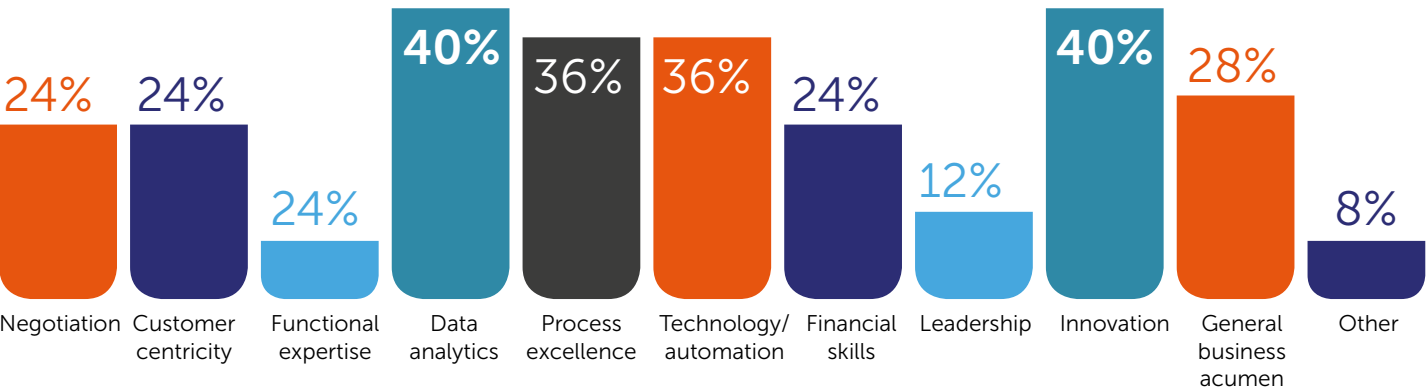 24%
24%
24%
40%
36%
36%
24%
12%
40%
28%
8%
Negotiation
Customer
centricity
Functional
expertise
Data
analytics
Process
excellence
Technology/
automation
Financial
skills
Leadership
Innovation
General
business
acumen
Other